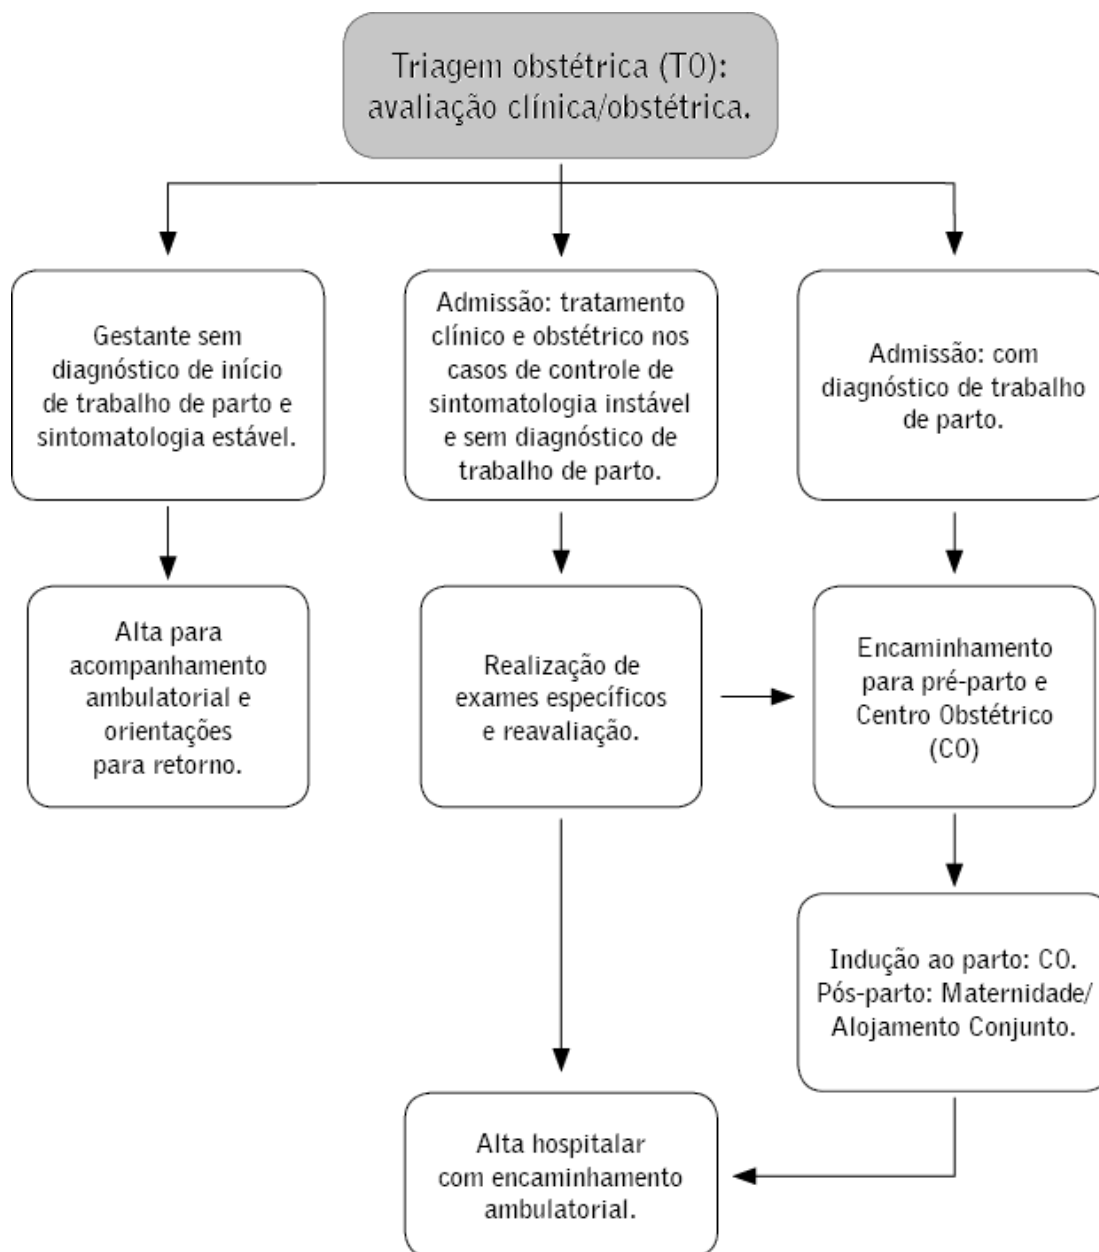 Triagem obstétrica (TO):
avaliação clínica/obstétrica.
Gestante sem
diagnóstico de início
de trabalho de parto e
sintomatologia estável.
Admissão: tratamento
clínico e obstétrico nos
casos de controle de
sintomatologia instável
e sem diagnóstico de
trabalho de parto.
Admissão: com
diagnóstico de trabalho
de parto.
Alta para
acompanhamento
ambulatorial e
orientações
para retorno.
Realização de
exames específicos
e reavaliação.
Encaminhamento
para pré-parto e
Centro Obstétrico
(CO)
Indução ao parto: CO.
Pós-parto: Maternidade/
Alojamento Conjunto.
Alta hospitalar
com encaminhamento
ambulatorial.